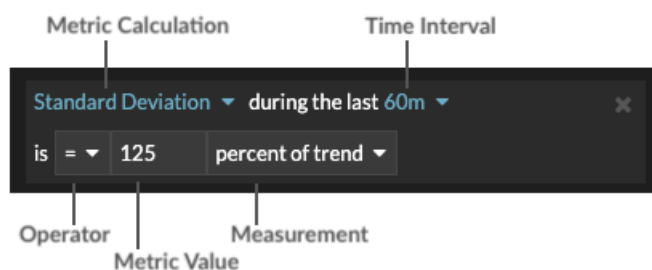 Metric Calculation Time Interval
Standard Deviation during the last 60m
is = 125 percent of trend
Operator Measurement
Metric Value